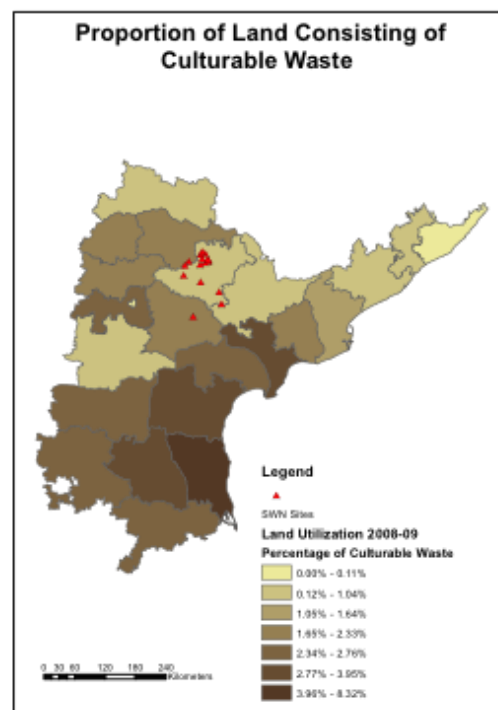 Proportion of Land Consisting of
Culturable Waste
Legend
SWN Sites
Land Utilization 2008-09
Percentage of Culturable Waste
0.00% - 0.11%
0.12% - 1.04%
1.05% - 1.64%
1.65% - 2.33%
2.34% - 2.76%
2.77% - 3.95%
3.96% - 8.32%
0 30 60 120 180 240
Kilometers